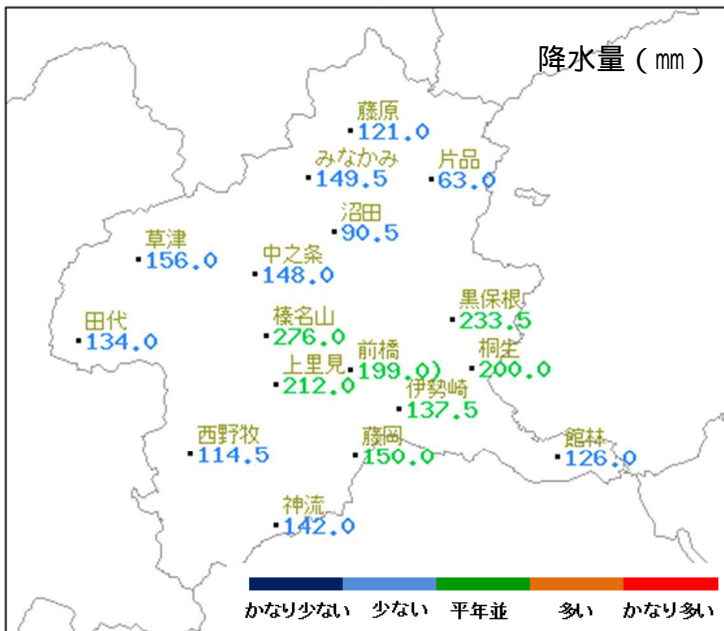 降水量（㎜）
藤原
121.0
みなかみ
149.5
片品
63.0
沼田
90.5
草津
156.0
中之条
148.0
黒保根
233.5
榛名山
276.0
田代
134.0
前橋
199.0)
桐生
200.0
上里見
212.0
伊勢崎
137.5
西野牧
114.5
藤岡
150.0
館林
126.0
神流
142.0
かなり少ない 少ない 平年並 多い かなり多い